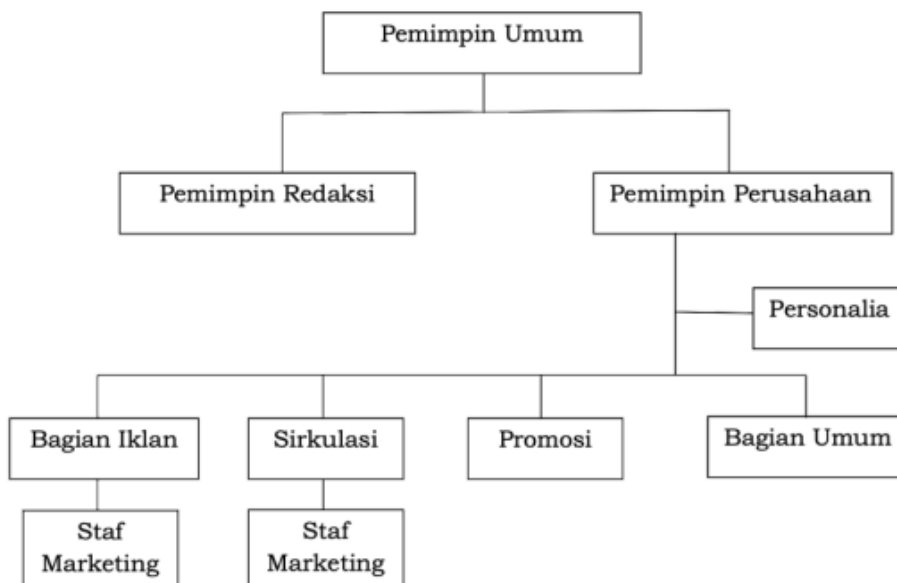 Pemimpin Umum
Pemimpin Redaksi
Pemimpin Perusahaan
Personalia
Bagian Iklan
Sirkulasi
Promosi
Bagian Umum
Staf
Marketing
Staf
Marketing